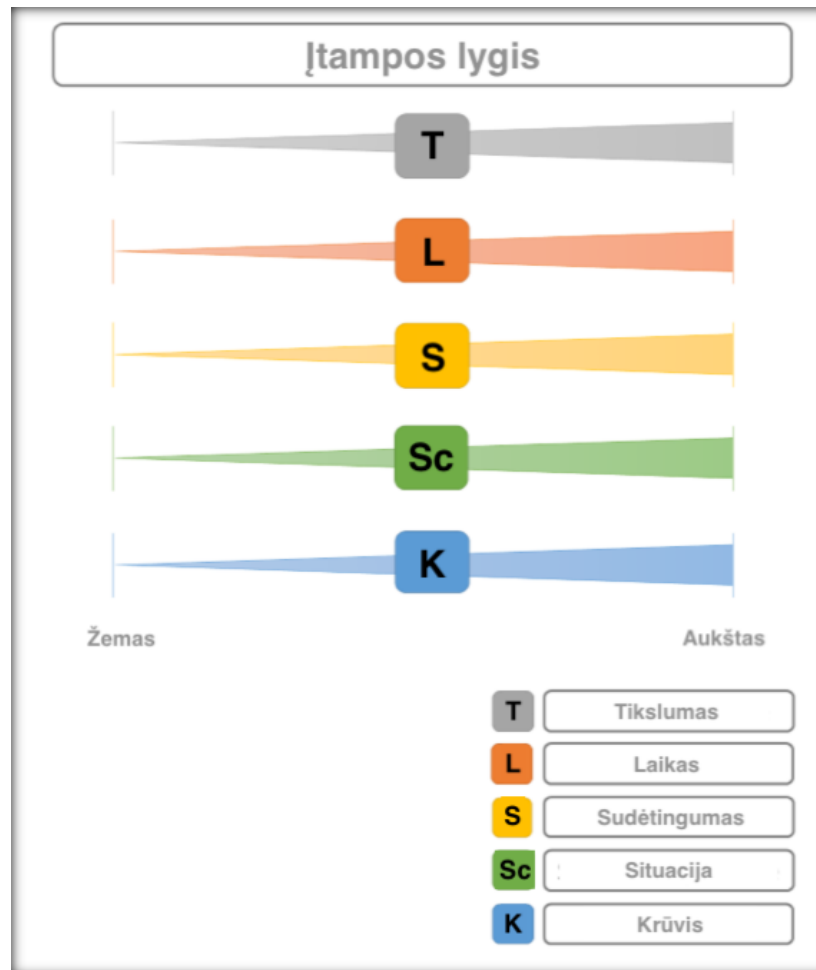 Įtampos lygis
T
L
S
Sc
K
Žemas Aukštas
T Tikslumas
L Laikas
S Sudėtingumas
Sc Situacija
K Krūvis